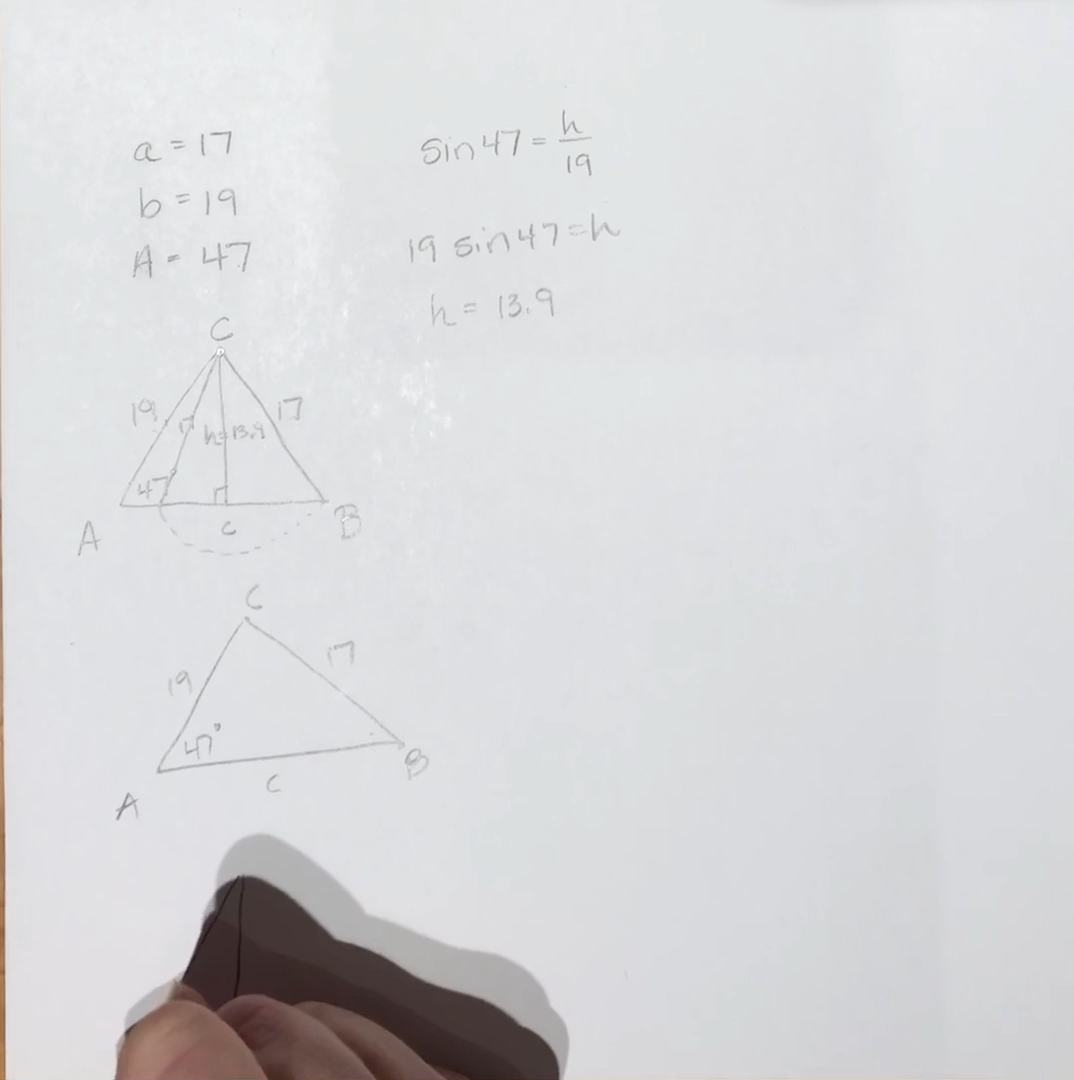 a = 17
b = 19
A = 47
sin 47 = h/19
19 sin 47 = h
h = 13.9
C
19 17 h = 13.9 17
47
A c B
C
19 17
47°
A c B